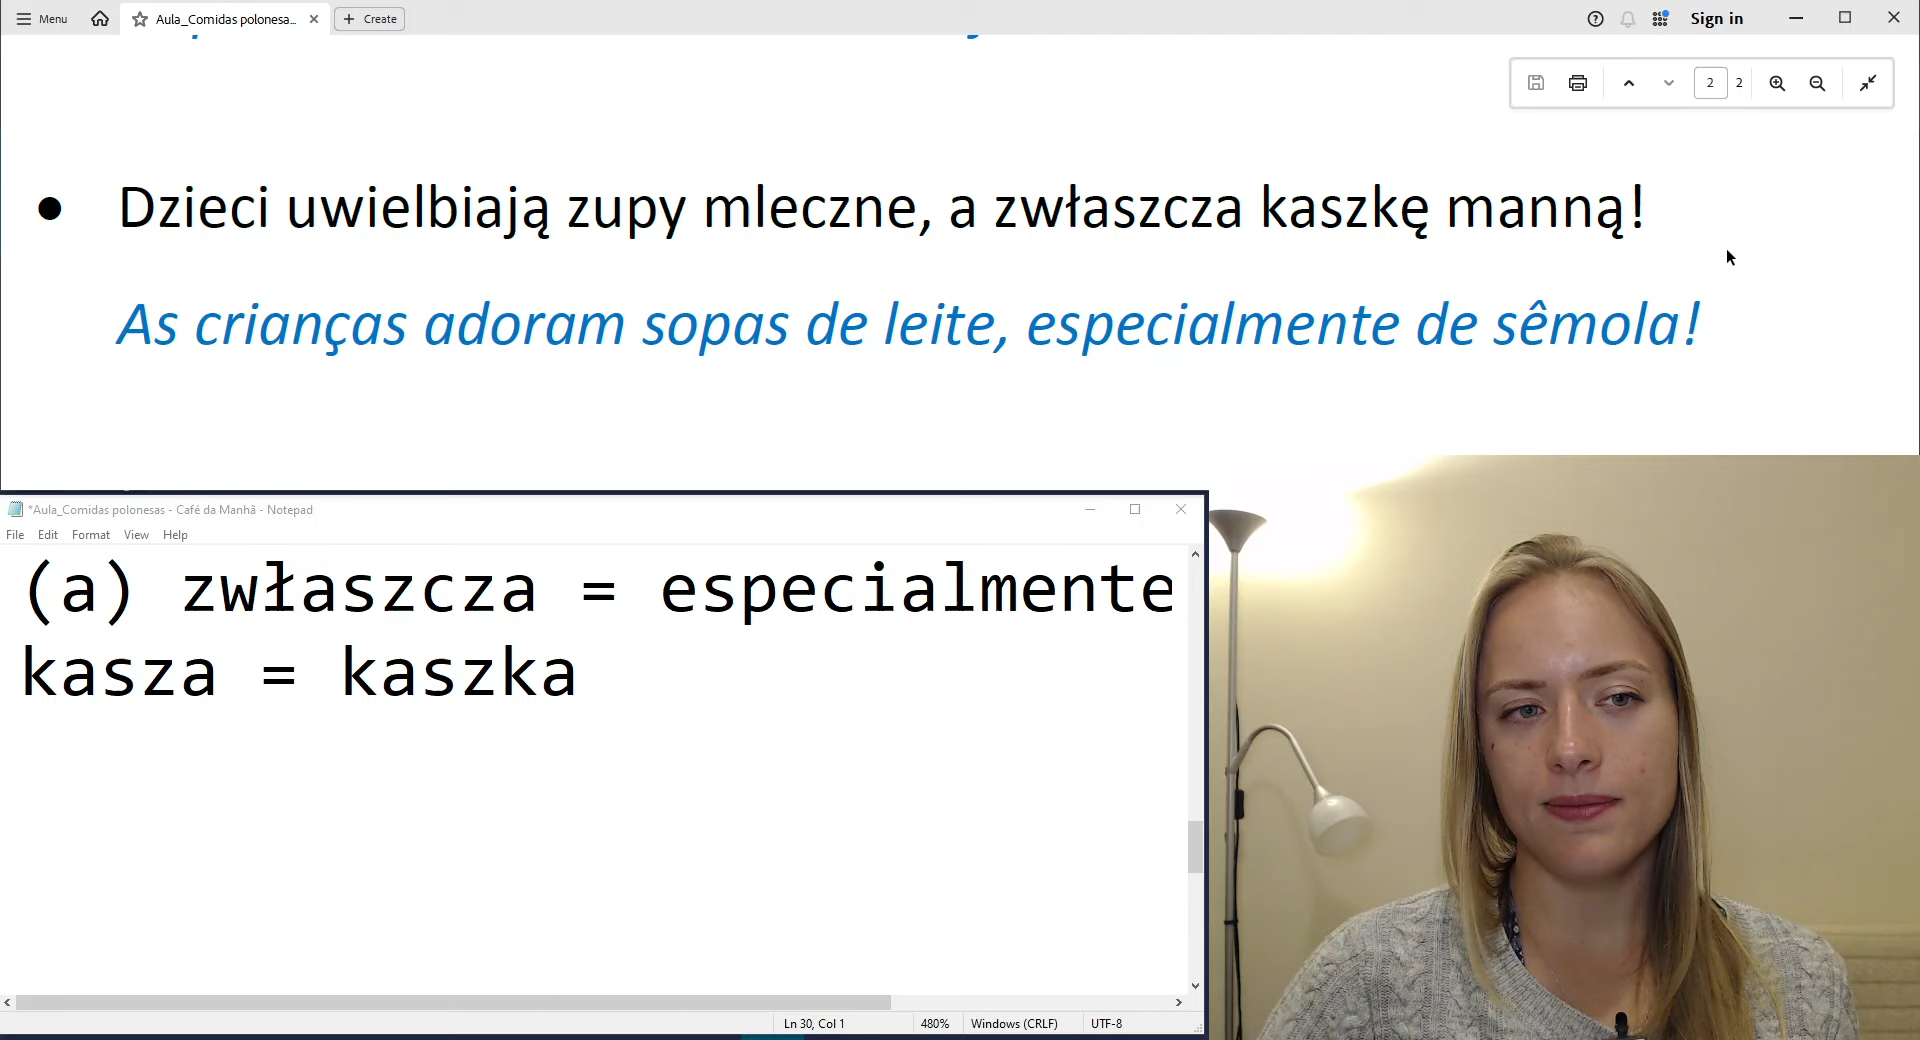 Menu
Aula_Comidas polonesa...
Create
Sign in
2
2
• Dzieci uwielbiają zupy mleczne, a zwłaszcza kaszkę manną!
As crianças adoram sopas de leite, especialmente de sêmola!
*Aula_Comidas polonesas - Café da Manhã - Notepad
File Edit Format View Help
(a) zwłaszcza = especialmente
kasza = kaszka
Ln 30, Col 1
480%
Windows (CRLF)
UTF-8